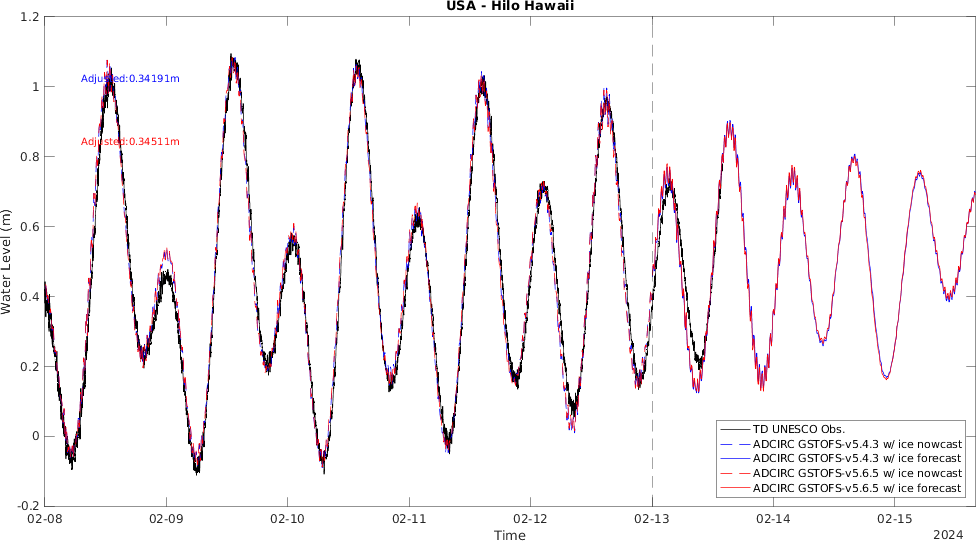 USA - Hilo Hawaii
1.2
1
0.8
0.6
0.4
0.2
0
-0.2
Water Level (m)
Adjusted:0.34191m
Adjusted:0.34511m
TD UNESCO Obs.
ADCIRC GSTOFS-v5.4.3 w/ ice nowcast
ADCIRC GSTOFS-v5.4.3 w/ ice forecast
ADCIRC GSTOFS-v5.6.5 w/ ice nowcast
ADCIRC GSTOFS-v5.6.5 w/ ice forecast
02-08 02-09 02-10 02-11 02-12 02-13 02-14 02-15
Time
2024